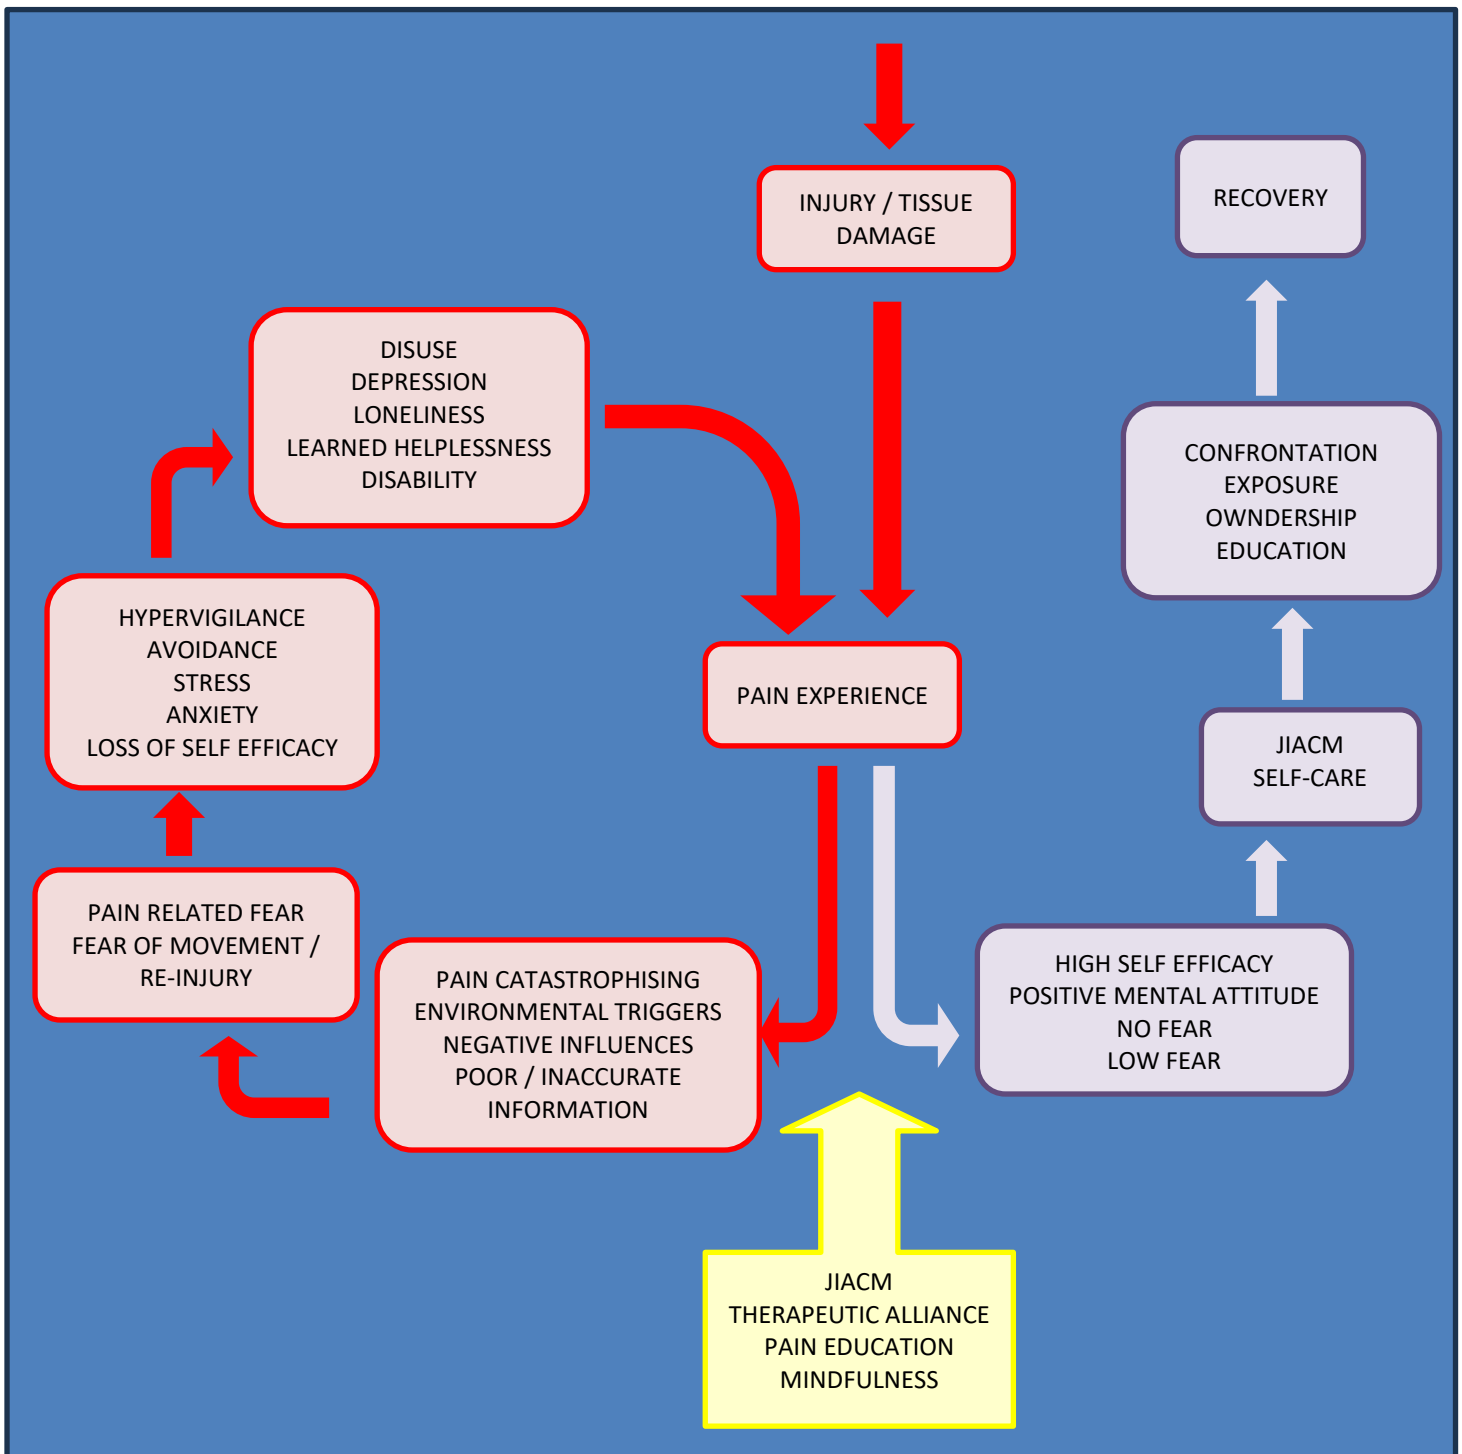 INJURY / TISSUE
DAMAGE
RECOVERY
DISUSE
DEPRESSION
LONELINESS
LEARNED HELPLESSNESS
DISABILITY
CONFRONTATION
EXPOSURE
OWNDERSHIP
EDUCATION
HYPERVIGILANCE
AVOIDANCE
STRESS
ANXIETY
LOSS OF SELF EFFICACY
PAIN EXPERIENCE
JIACM
SELF-CARE
PAIN RELATED FEAR
FEAR OF MOVEMENT /
RE-INJURY
PAIN CATASTROPHISING
ENVIRONMENTAL TRIGGERS
NEGATIVE INFLUENCES
POOR / INACCURATE
INFORMATION
HIGH SELF EFFICACY
POSITIVE MENTAL ATTITUDE
NO FEAR
LOW FEAR
JIACM
THERAPEUTIC ALLIANCE
PAIN EDUCATION
MINDFULNESS